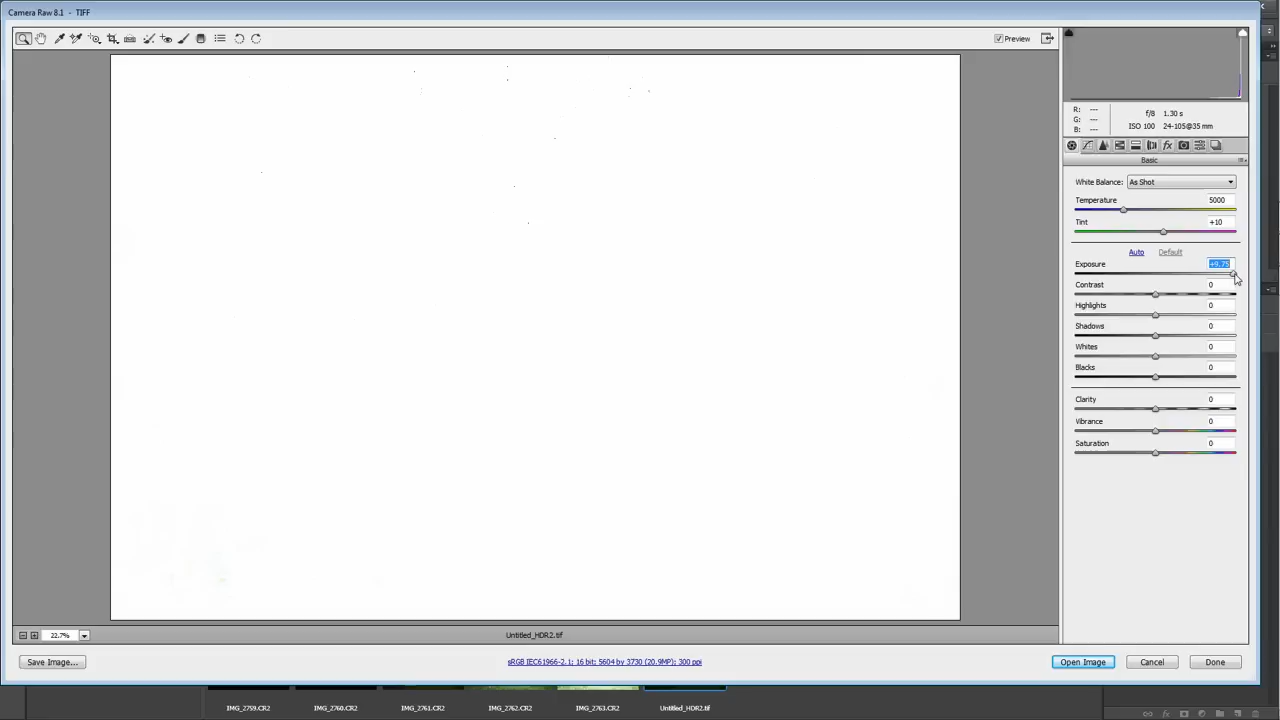 Camera Raw 8.1 - TIFF
Preview
R: ---
G: ---
B: ---
f/8 1.30 s
ISO 100 24-105@35 mm
Basic
White Balance: As Shot
Temperature 5000
Tint +10
Auto Default
Exposure +9.75
Contrast 0
Highlights 0
Shadows 0
Whites 0
Blacks 0
Clarity 0
Vibrance 0
Saturation 0
22.7%
Untitled_HDR2.tif
Save Image...
sRGB IEC61966-2.1; 16 bit; 5604 by 3730 (20.9MP); 300 ppi
Open Image Cancel Done
IMG_2759.CR2 IMG_2760.CR2 IMG_2761.CR2 IMG_2762.CR2 IMG_2763.CR2 Untitled_HDR2.tif